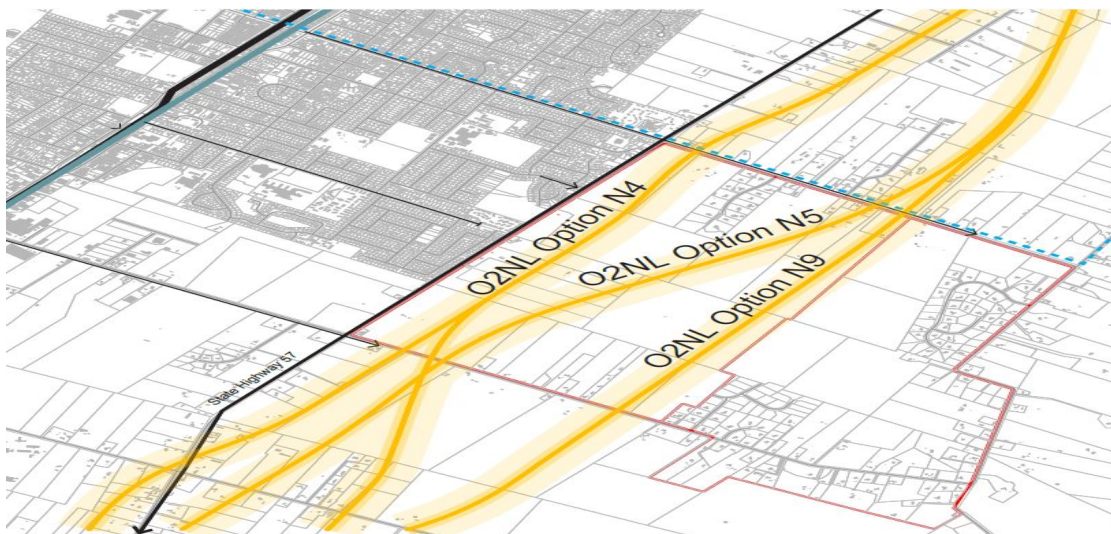 O2NL Option N4
O2NL Option N5
O2NL Option N9
State Highway 57